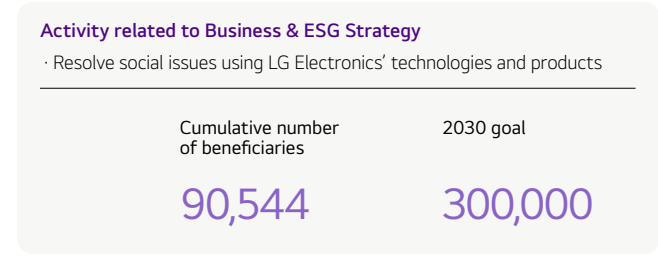 Activity related to Business & ESG Strategy
· Resolve social issues using LG Electronics’ technologies and products
Cumulative number
of beneficiaries
2030 goal
90,544
300,000